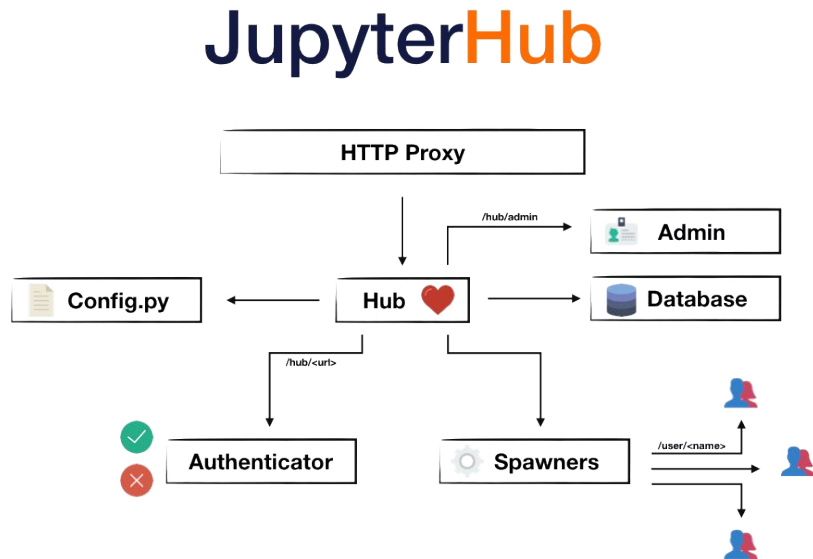 JupyterHub
HTTP Proxy
/hub/admin
Admin
Config.py
Hub
Database
/hub/<url>
Authenticator
Spawners
/user/<name>